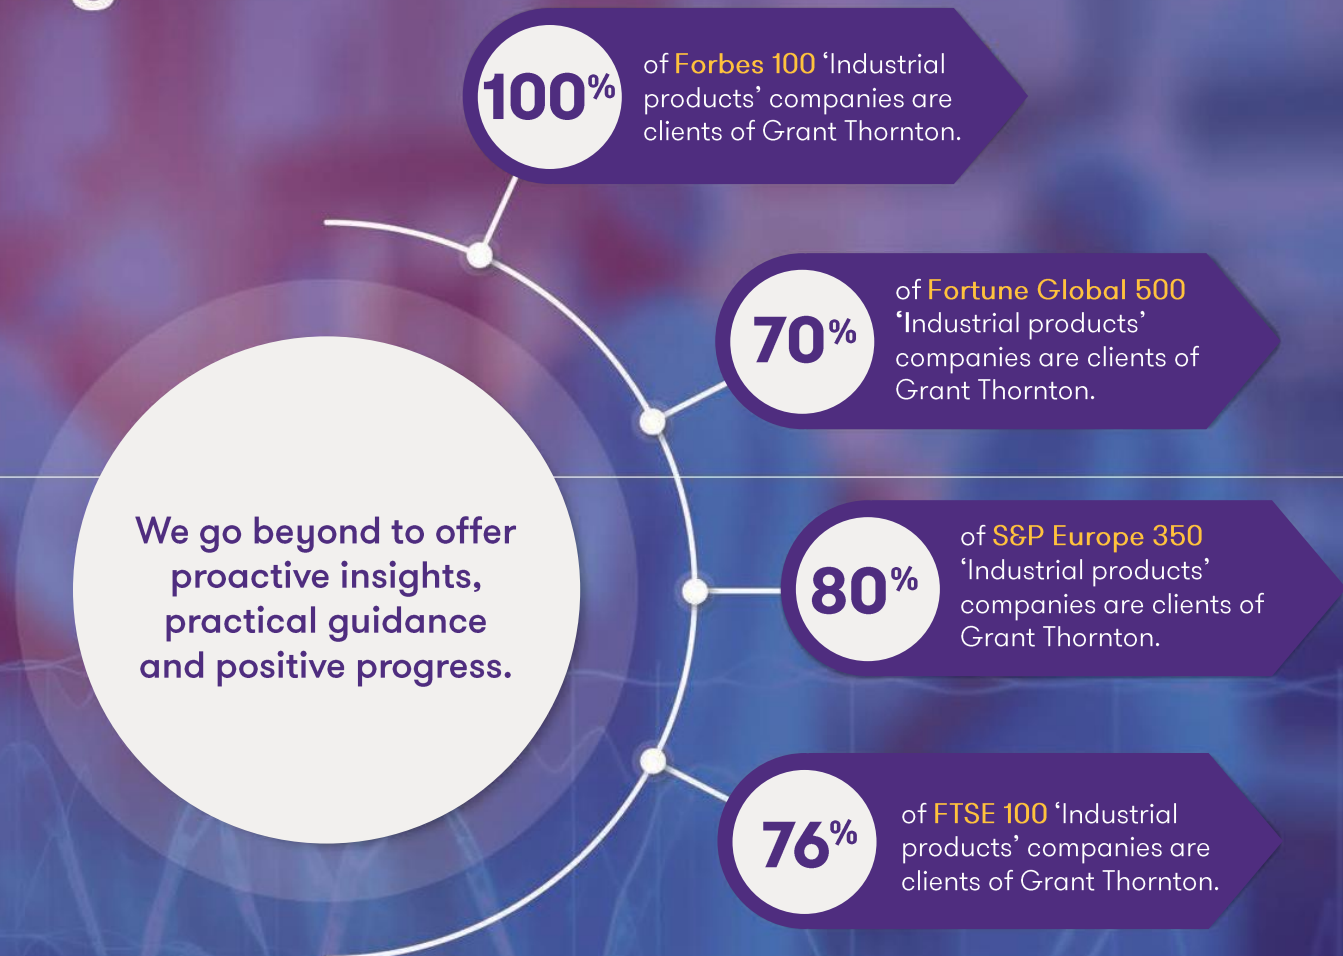 100%
of Forbes 100 ‘Industrial
products’ companies are
clients of Grant Thornton.
70%
of Fortune Global 500
‘Industrial products’
companies are clients of
Grant Thornton.
We go beyond to offer
proactive insights,
practical guidance
and positive progress.
80%
of S&P Europe 350
‘Industrial products’
companies are clients of
Grant Thornton.
76%
of FTSE 100 ‘Industrial
products’ companies are
clients of Grant Thornton.